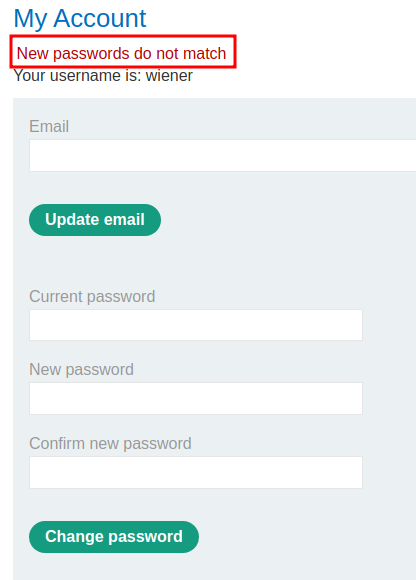 My Account
New passwords do not match
Your username is: wiener
Email
Update email
Current password
New password
Confirm new password
Change password